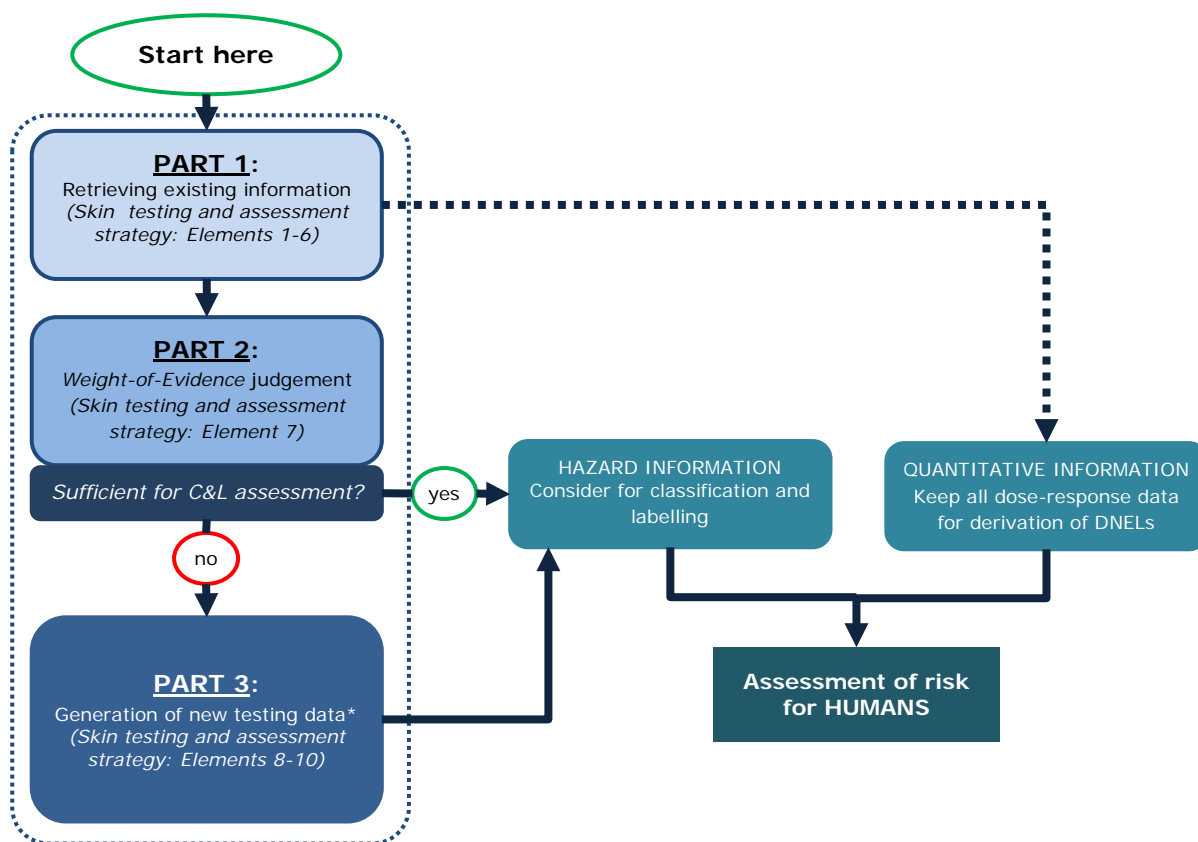 Start here
PART 1:
Retrieving existing information
(Skin testing and assessment
strategy: Elements 1-6)
PART 2:
Weight-of-Evidence judgement
(Skin testing and assessment
strategy: Element 7)
Sufficient for C&L assessment?
yes
no
HAZARD INFORMATION
Consider for classification and
labelling
QUANTITATIVE INFORMATION
Keep all dose-response data
for derivation of DNELs
PART 3:
Generation of new testing data*
(Skin testing and assessment
strategy: Elements 8-10)
Assessment of risk
for HUMANS